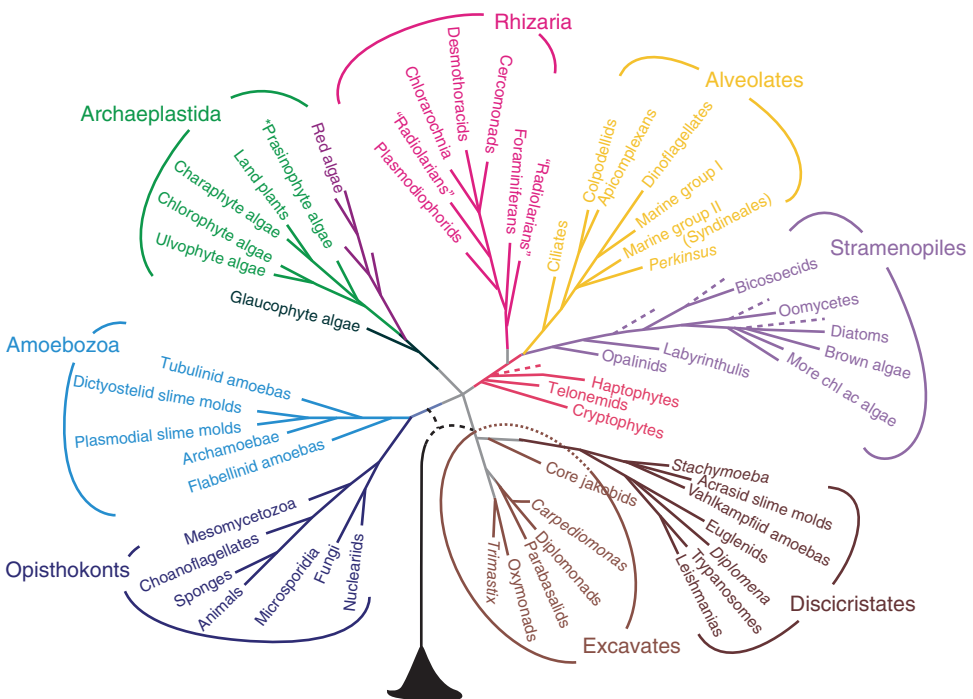 Rhizaria
Desmothoracids
Cercomonads
Chlorarochnia
"Radiolarians"
Plasmodiophorids
Foraminiferans
"Radiolarians"
Alveolates
Ciliates
Colpodellids
Apicomplexans
Dinoflagellates
Marine group I
Marine group II
(Syndineales)
Perkinsus
Stramenopiles
Bicosoecids
Oomycetes
Diatoms
Brown algae
More chl ac algae
Labyrinthulis
Opalinids
Haptophytes
Telonemids
Cryptophytes
Archaeplastida
Red algae
*Prasinophyte algae
Land plants
Charaphyte algae
Chlorophyte algae
Ulvophyte algae
Glaucophyte algae
Amoebozoa
Tubulinid amoebas
Dictyostelid slime molds
Plasmodial slime molds
Archamoebae
Flabellinid amoebas
Opisthokonts
Mesomycetozoa
Choanoflagellates
Sponges
Animals
Microsporidia
Fungi
Nucleariids
Excavates
Core jakobids
Carpediomonas
Diplomonads
Parabasalids
Oxymonads
Trimastix
Discicristates
Stachymoeba
Acrasid slime molds
Vahlkampfiid amoebas
Euglenids
Diplomena
Trypanosomes
Leishmanias